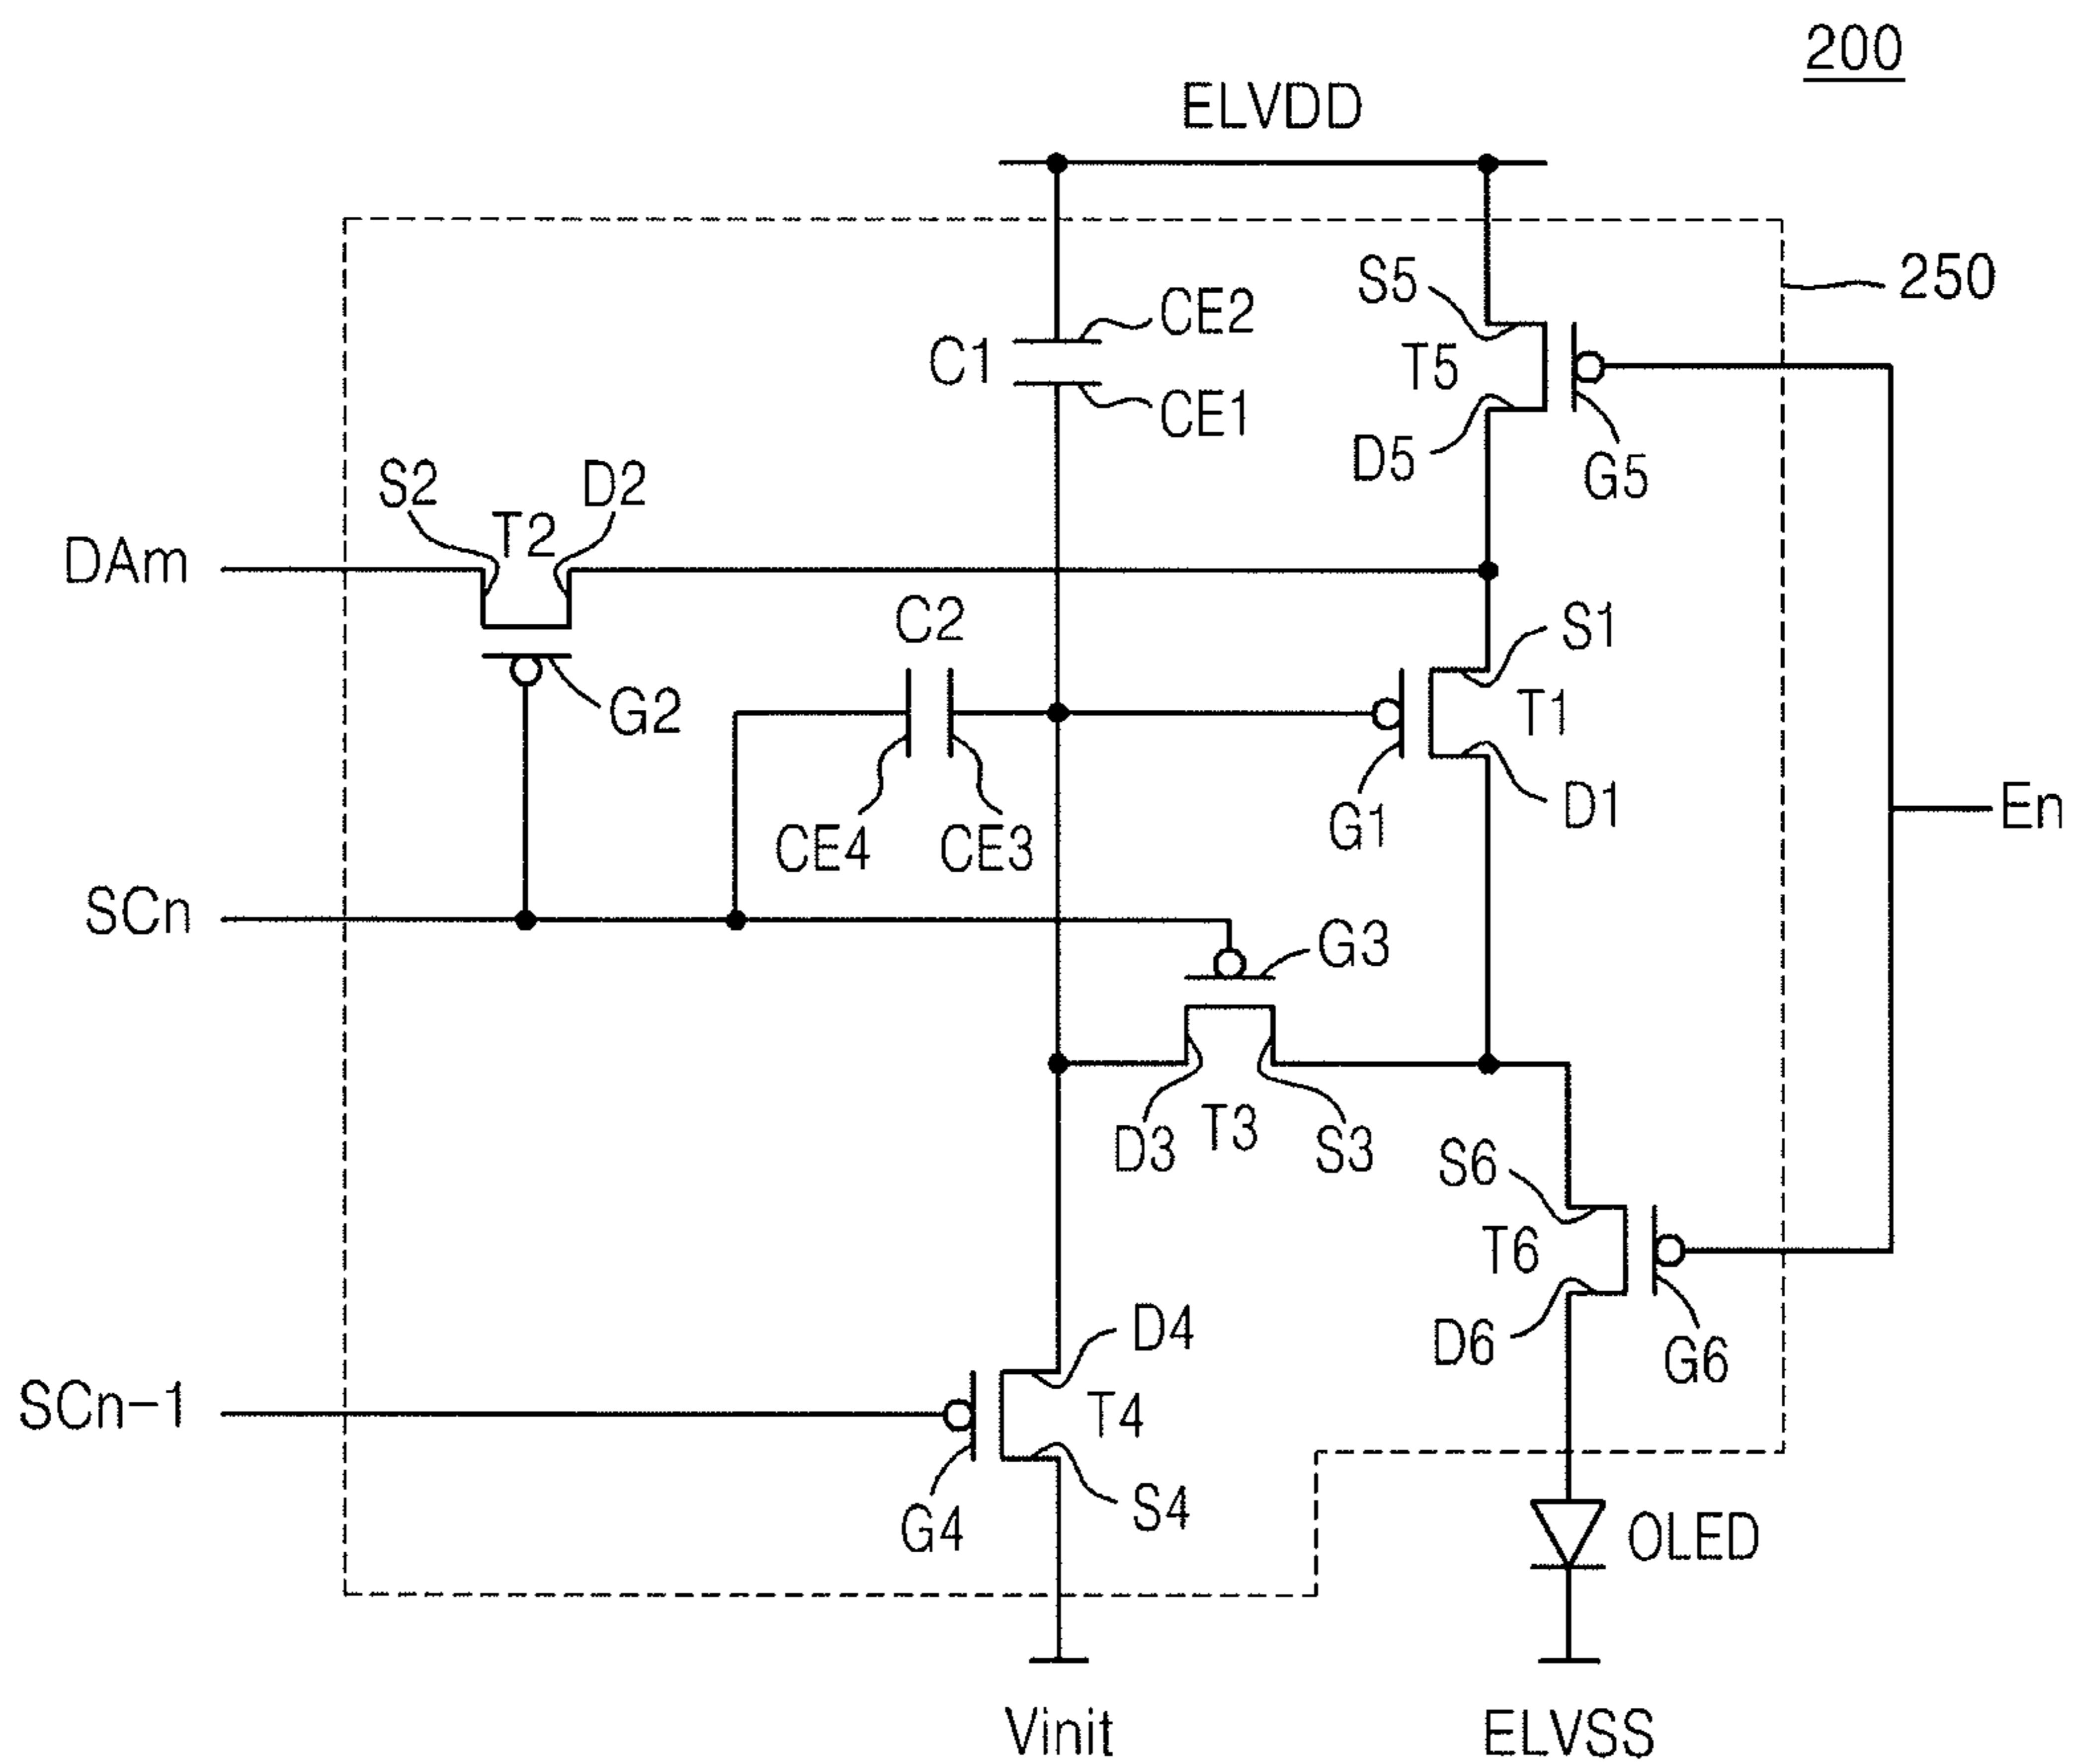 200
ELVDD
250
S5
CE2
C1
T5
CE1
D5
G5
S2
D2
T2
DAm
C2
S1
G2
T1
D1
En
G1
CE4
CE3
SCn
G3
D3
T3
S3
S6
T6
D4
D6
G6
SCn-1
T4
S4
G4
OLED
Vinit
ELVSS